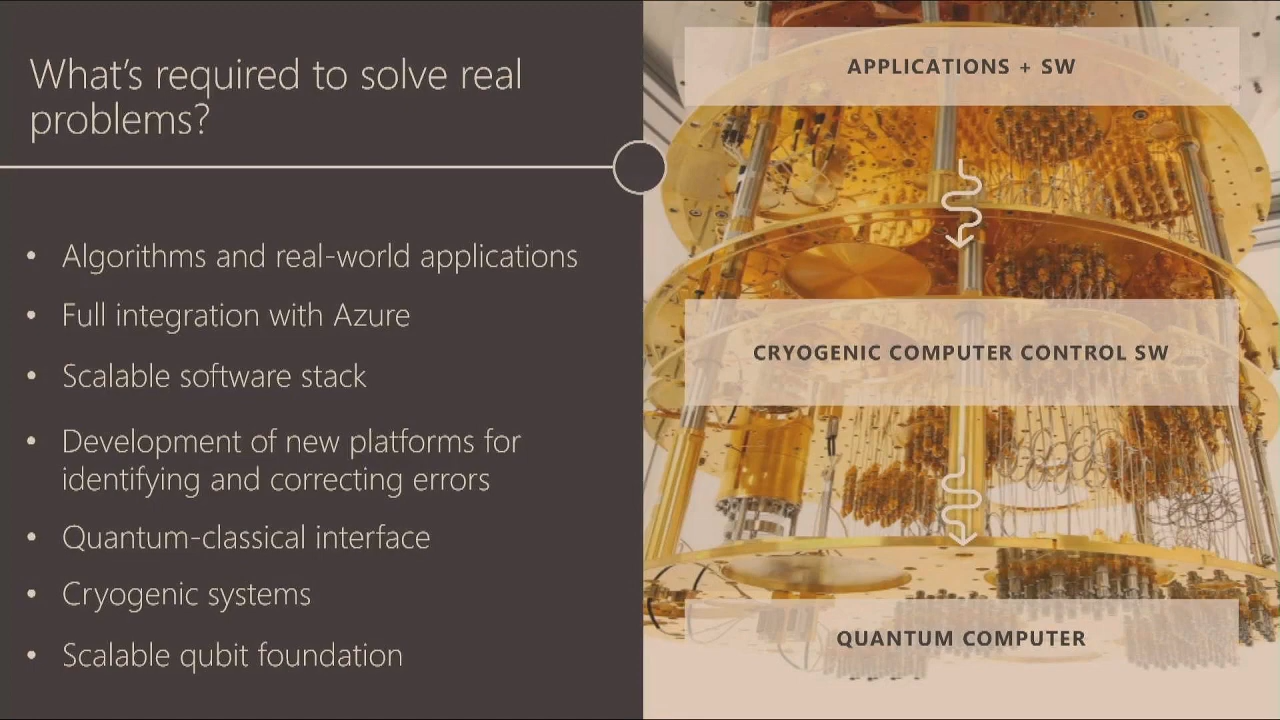 What's required to solve real
problems?
• Algorithms and real-world applications
• Full integration with Azure
• Scalable software stack
• Development of new platforms for
identifying and correcting errors
• Quantum-classical interface
• Cryogenic systems
• Scalable qubit foundation
APPLICATIONS + SW
CRYOGENIC COMPUTER CONTROL SW
QUANTUM COMPUTER